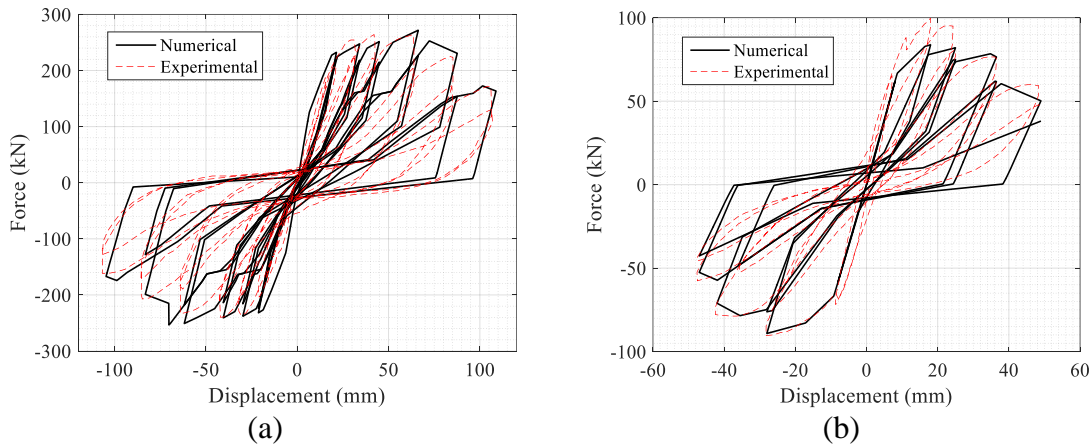 300
200
100
0
-100
-200
-300
Force (kN)
Numerical
Experimental
-100
-50
0
50
100
Displacement (mm)
(a)
100
50
0
-50
-100
Force (kN)
Numerical
Experimental
-60
-40
-20
0
20
40
60
Displacement (mm)
(b)